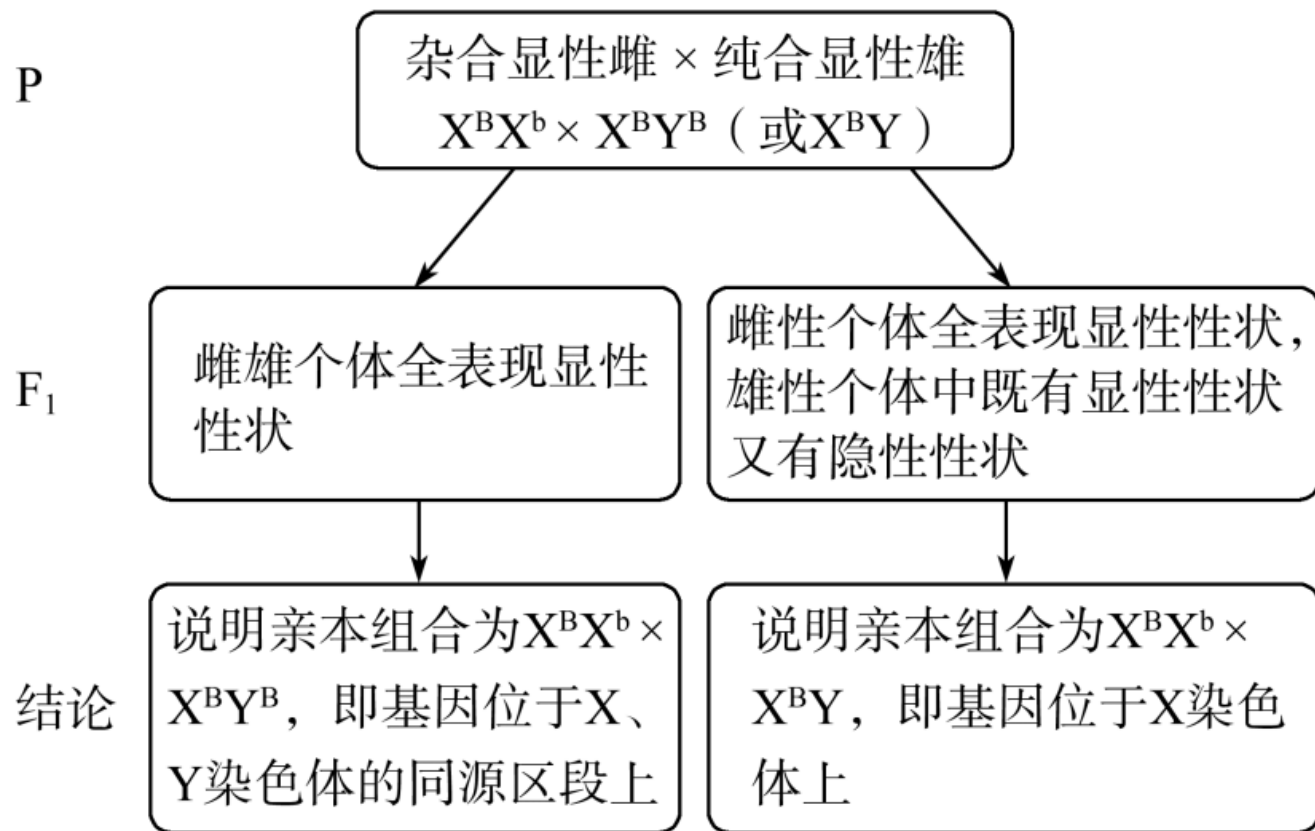 P
杂合显性雌 × 纯合显性雄
XᴮXᵇ × XᴮYᴮ（或XᴮY）
F₁
雌雄个体全表现显性
性状
雌性个体全表现显性性状，
雄性个体中既有显性性状
又有隐性性状
结论
说明亲本组合为XᴮXᵇ ×
XᴮYᴮ，即基因位于X、
Y染色体的同源区段上
说明亲本组合为XᴮXᵇ ×
XᴮY，即基因位于X染色
体上